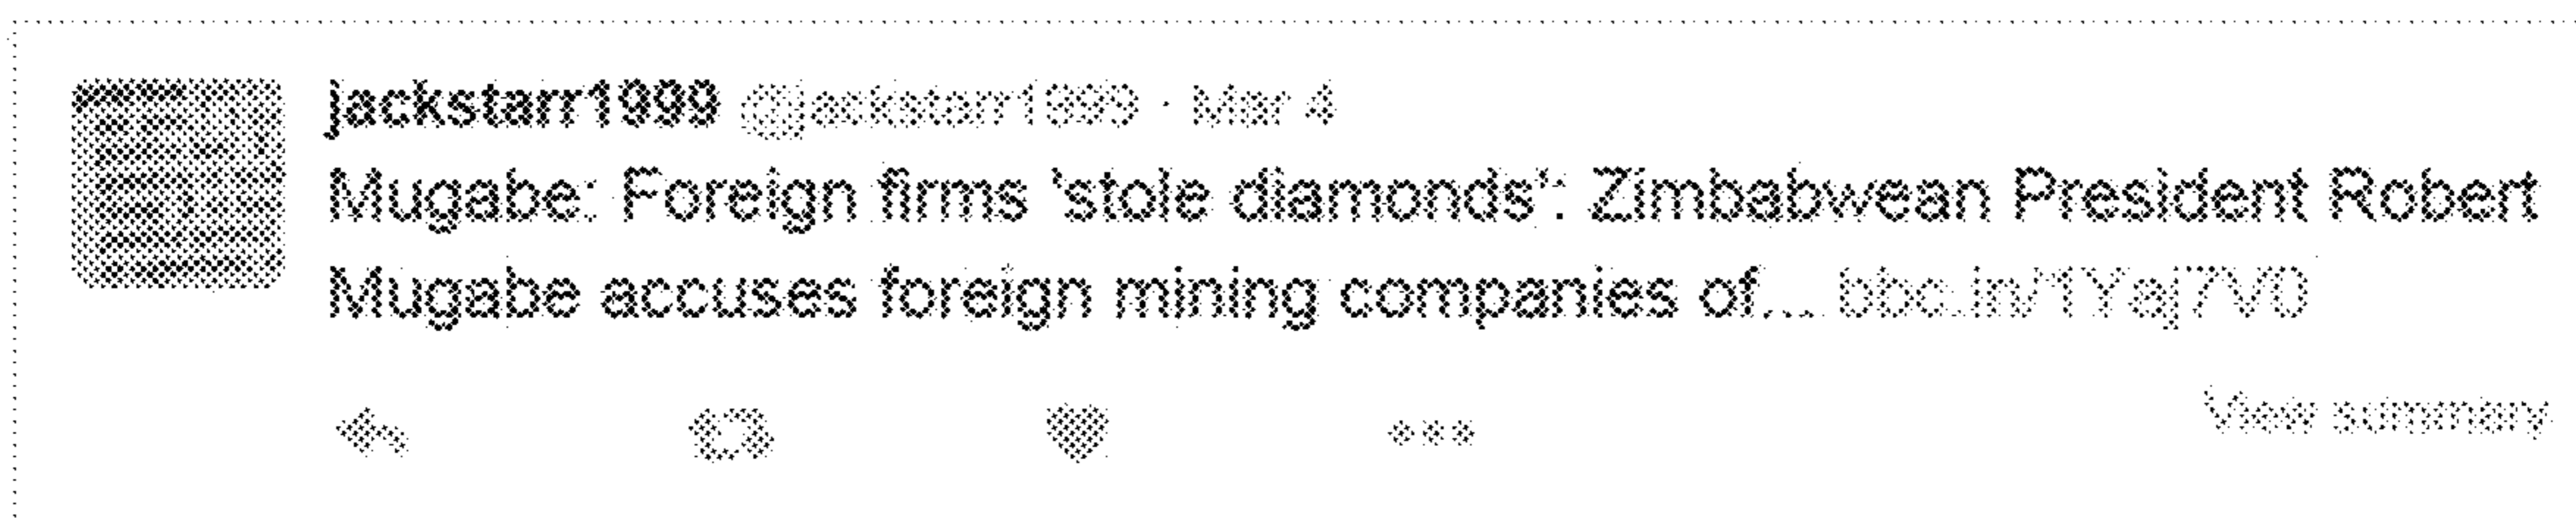 jackstarr1999 @jackstarr1999 · Mar 4
Mugabe: Foreign firms 'stole diamonds': Zimbabwean President Robert
Mugabe accuses foreign mining companies of... bbc.in/1Yaj7V0
View summary